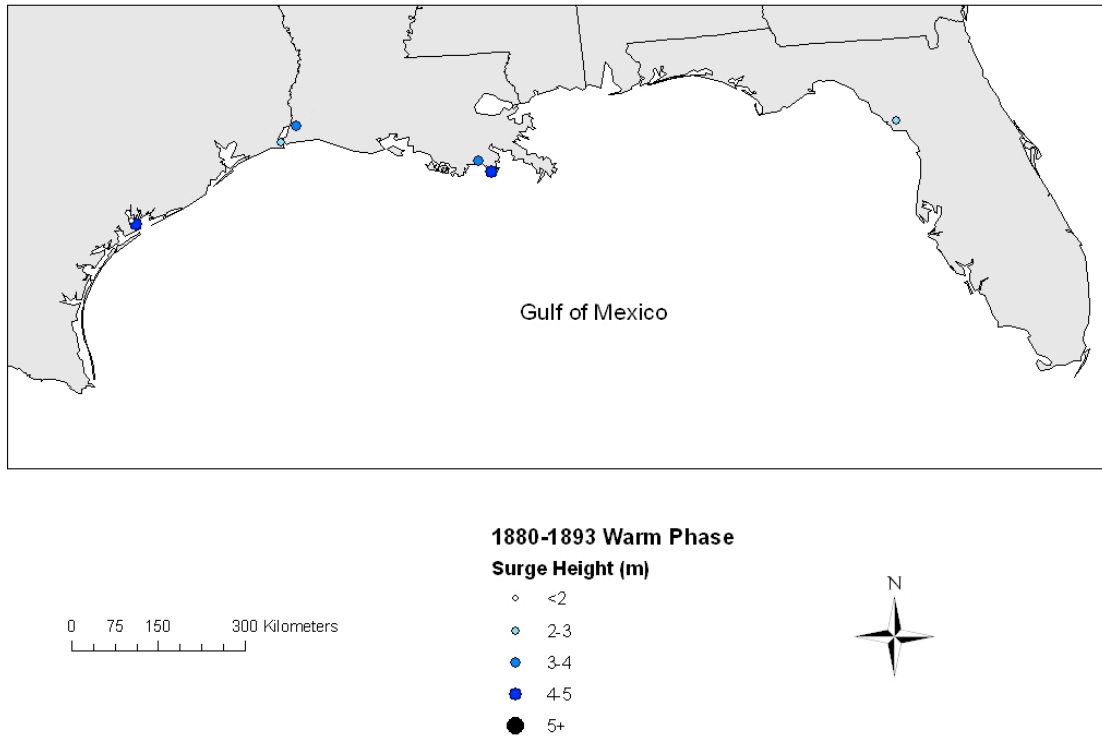 Gulf of Mexico
1880-1893 Warm Phase
Surge Height (m)
<2
2-3
3-4
4-5
5+
0 75 150 300 Kilometers
N